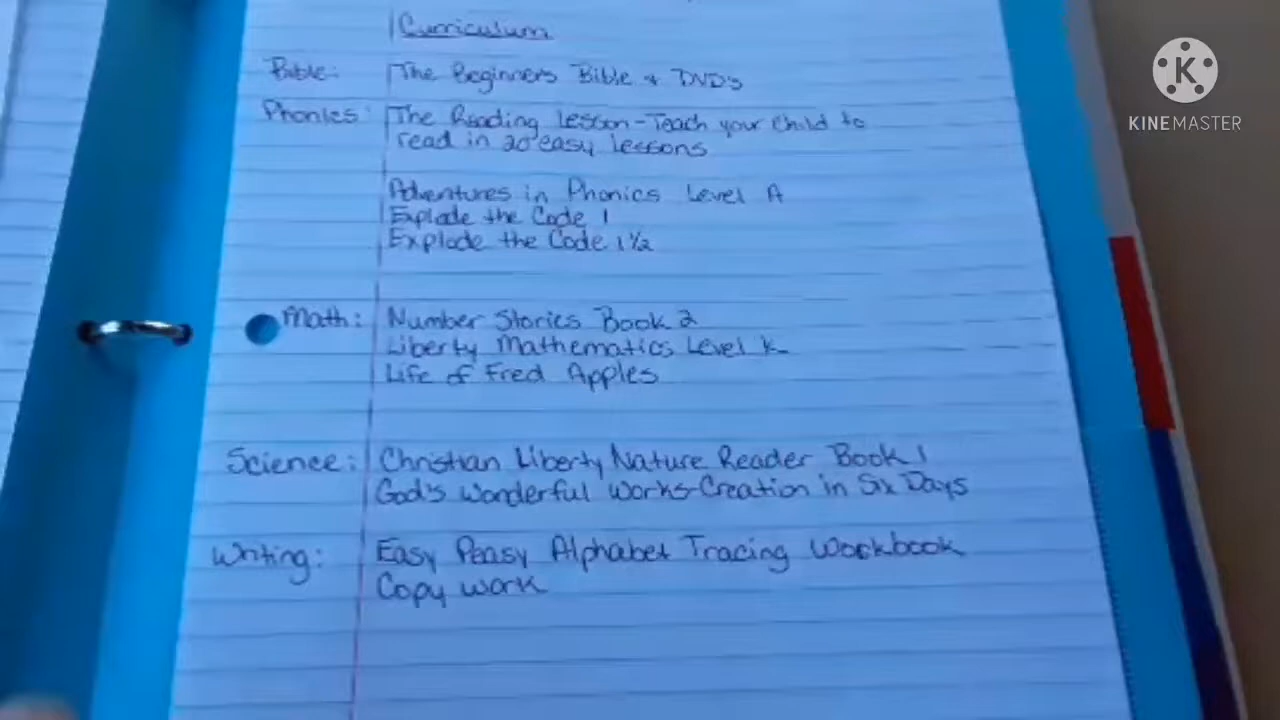 Curriculum
Bible: The Beginners Bible & DVD's
Phonics: The Reading Lesson-Teach your Child to
read in 20 easy lessons
Adventures in Phonics Level A
Explode the Code 1
Explode the Code 1 1/2
Math: Number Stories Book 2
Liberty Mathematics Level K
Life of Fred Apples
Science: Christian Liberty Nature Reader Book 1
God's Wonderful Works-Creation in Six Days
Writing: Easy Peasy Alphabet Tracing Workbook
Copy work
K
KINEMASTER